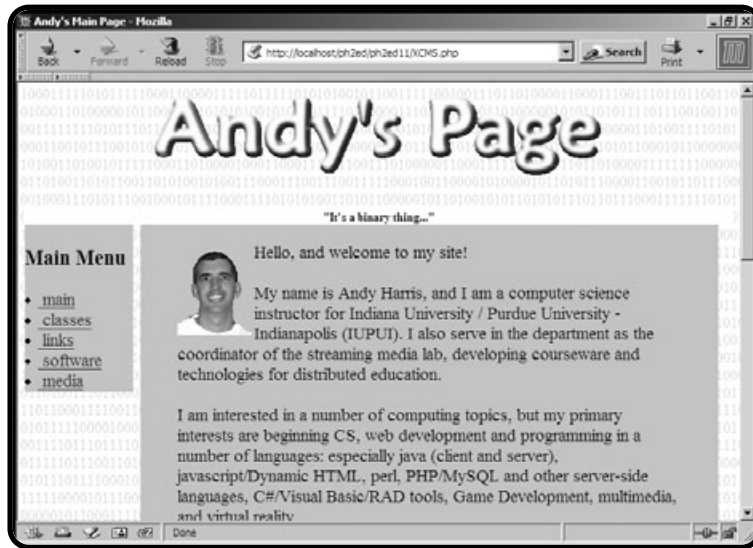 Andy's Main Page - Mozilla
Back Forward Reload Stop http://localhost/ph2ed/ph2ed11/XCMS.php Search Print
Andy's Page
"It's a binary thing..."
Main Menu
main
classes
links
software
media
Hello, and welcome to my site!
My name is Andy Harris, and I am a computer science
instructor for Indiana University / Purdue University -
Indianapolis (IUPUI). I also serve in the department as the
coordinator of the streaming media lab, developing courseware and
technologies for distributed education.
I am interested in a number of computing topics, but my primary
interests are beginning CS, web development and programming in a
number of languages: especially java (client and server),
javascript/Dynamic HTML, perl, PHP/MySQL and other server-side
languages, C#/Visual Basic/RAD tools, Game Development, multimedia,
and virtual reality
Done